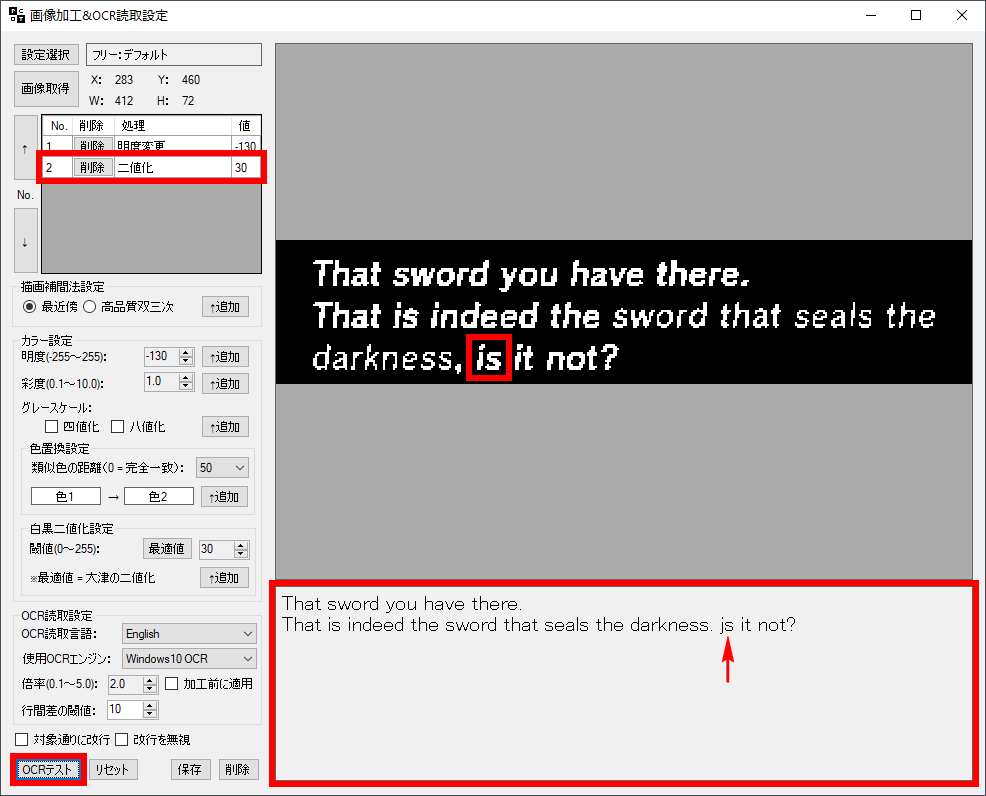 画像加工&OCR読取設定
設定選択 フリー:デフォルト
画像取得 X: 283 Y: 460
W: 412 H: 72
No. 削除 処理 値
1 削除 明度変更 -130
2 削除 二値化 30
↑
No.
↓
描画補間法設定
最近傍 高品質双三次 ↑追加
カラー設定
明度(-255～255): -130 ↑追加
彩度(0.1～10.0): 1.0 ↑追加
グレースケール:
四値化 八値化 ↑追加
色置換設定
類似色の距離(0 = 完全一致): 50
色1 → 色2 ↑追加
白黒二値化設定
閾値(0～255): 最適値 30
※最適値 = 大津の二値化 ↑追加
OCR読取設定
OCR読取言語: English
使用OCRエンジン: Windows10 OCR
倍率(0.1～5.0): 2.0 加工前に適用
行間差の閾値: 10
対象通りに改行 改行を無視
OCRテスト リセット 保存 削除
That sword you have there.
That is indeed the sword that seals the
darkness, is it not?
That sword you have there.
That is indeed the sword that seals the darkness. js it not?